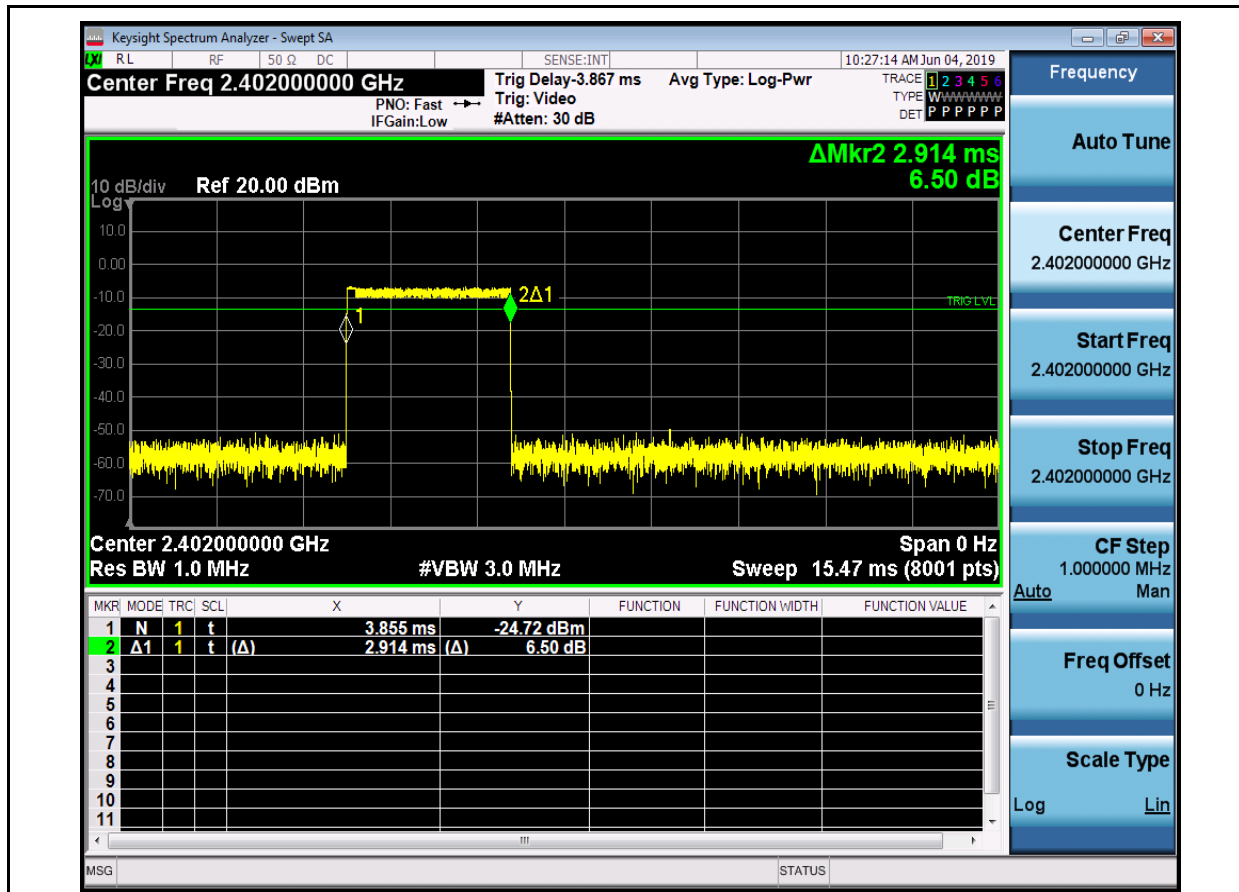 Keysight Spectrum Analyzer - Swept SA
LXI RL RF 50 Ω DC SENSE:INT 10:27:14 AM Jun 04, 2019
Center Freq 2.402000000 GHz
PNO: Fast
IFGain:Low
Trig Delay-3.867 ms
Trig: Video
#Atten: 30 dB
Avg Type: Log-Pwr
TRACE 1 2 3 4 5 6
TYPE WWWWWW
DET P P P P P P
ΔMkr2 2.914 ms
6.50 dB
10 dB/div Ref 20.00 dBm
Log
10.0
0.00
-10.0
-20.0
-30.0
-40.0
-50.0
-60.0
-70.0
1
2Δ1
TRIG LVL
Center 2.402000000 GHz Span 0 Hz
Res BW 1.0 MHz #VBW 3.0 MHz Sweep 15.47 ms (8001 pts)
MKR MODE TRC SCL X Y FUNCTION FUNCTION WIDTH FUNCTION VALUE
1 N 1 t 3.855 ms -24.72 dBm
2 Δ1 1 t (Δ) 2.914 ms (Δ) 6.50 dB
3
4
5
6
7
8
9
10
11
MSG STATUS
Frequency
Auto Tune
Center Freq
2.402000000 GHz
Start Freq
2.402000000 GHz
Stop Freq
2.402000000 GHz
CF Step
1.000000 MHz
Auto Man
Freq Offset
0 Hz
Scale Type
Log Lin